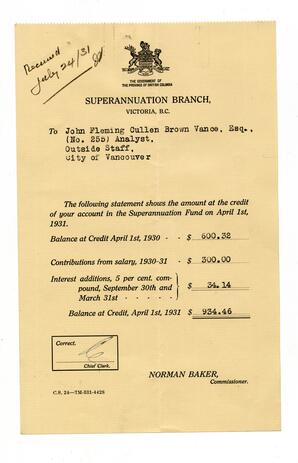 Received
July 24/31
THE GOVERNMENT OF
THE PROVINCE OF BRITISH COLUMBIA
SUPERANNUATION BRANCH,
VICTORIA, B.C.
To John Fleming Cullen Brown Vance, Esq.,
(No. 255) Analyst,
Outside Staff,
City of Vancouver
The following statement shows the amount at the credit
of your account in the Superannuation Fund on April 1st,
1931.
Balance at Credit April 1st, 1930 - $ 600.32
Contributions from salary, 1930-31 - $ 300.00
Interest additions, 5 per cent. com-
pound, September 30th and
March 31st - - - - - $ 34.14
Balance at Credit, April 1st, 1931 $ 934.46
Correct.
Chief Clerk.
NORMAN BAKER,
Commissioner.
C.S. 24—TM-331-4428